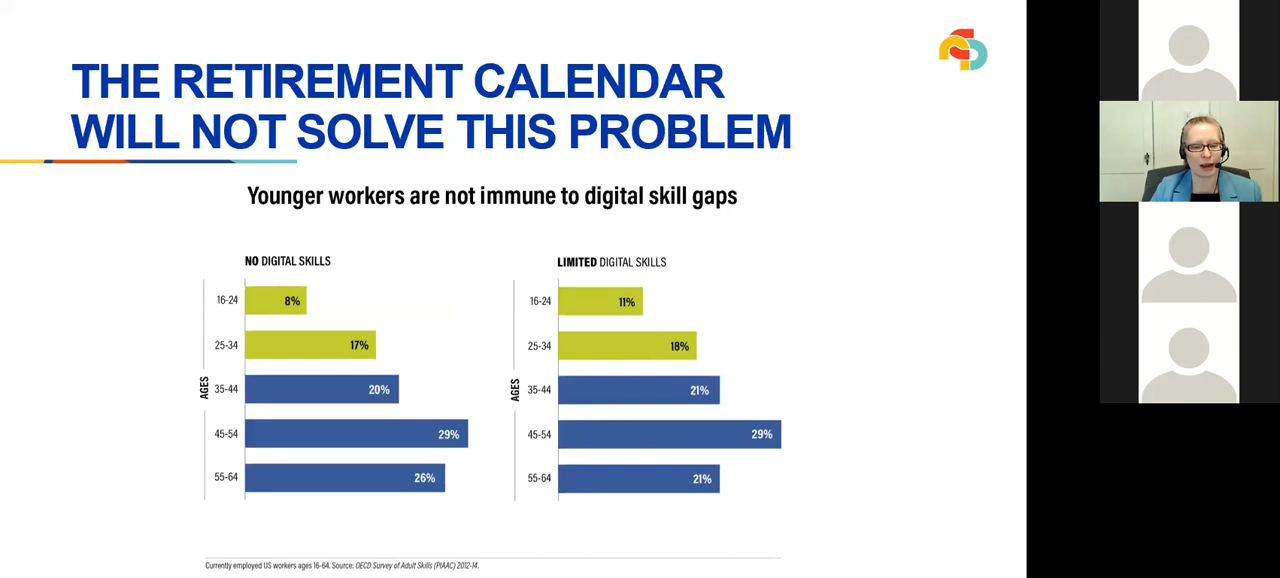 THE RETIREMENT CALENDAR
WILL NOT SOLVE THIS PROBLEM
Younger workers are not immune to digital skill gaps
NO DIGITAL SKILLS
AGES
16-24 8%
25-34 17%
35-44 20%
45-54 29%
55-64 26%
LIMITED DIGITAL SKILLS
AGES
16-24 11%
25-34 18%
35-44 21%
45-54 29%
55-64 21%
Currently employed US workers ages 16-64. Source: OECD Survey of Adult Skills (PIAAC) 2012-14.